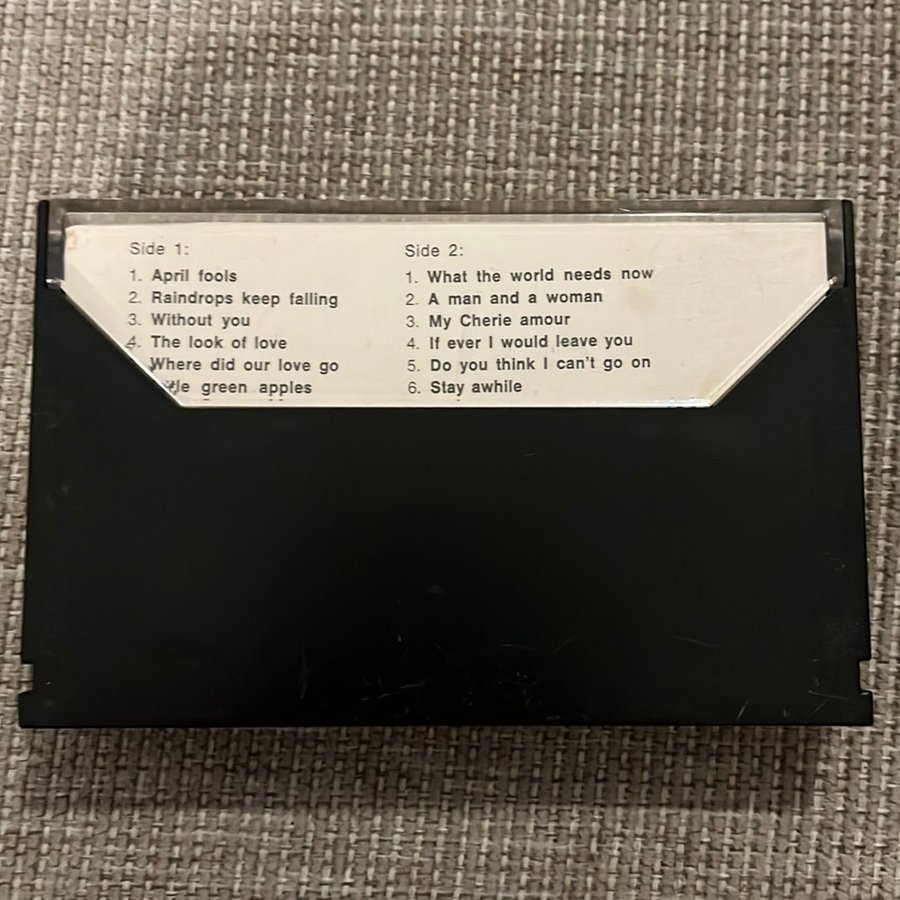 Side 1:
1. April fools
2. Raindrops keep falling
3. Without you
4. The look of love
Where did our love go
green apples
Side 2:
1. What the world needs now
2. A man and a woman
3. My Cherie amour
4. If ever I would leave you
5. Do you think I can't go on
6. Stay awhile